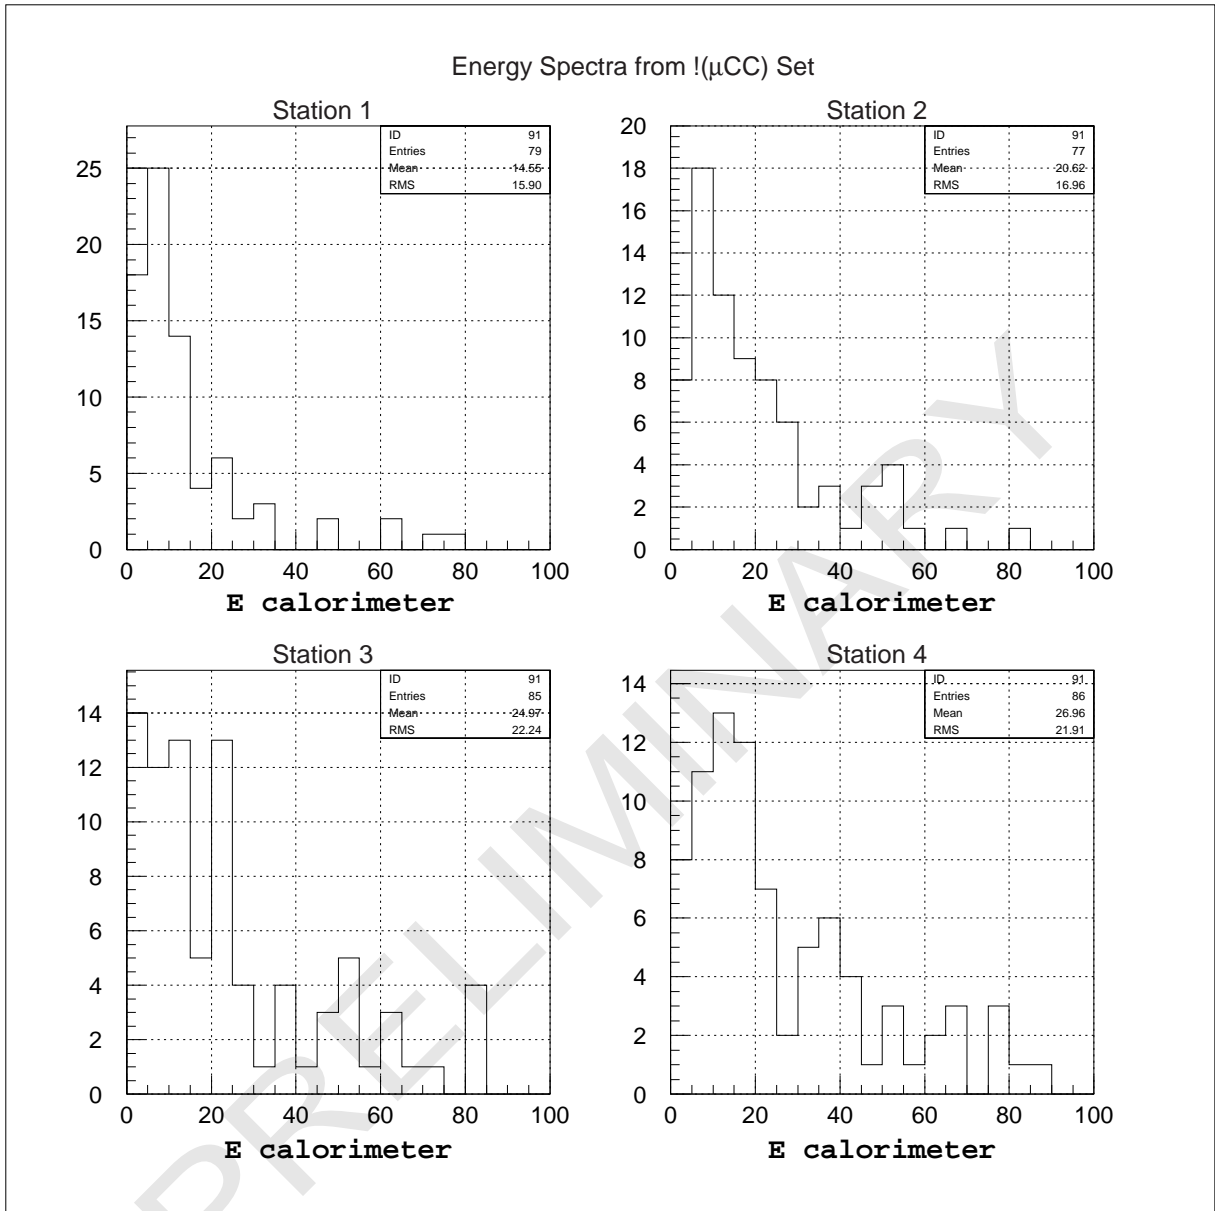 Energy Spectra from !(μCC) Set
Station 1
ID 91
Entries 79
Mean 14.55
RMS 15.90
25
20
15
10
5
0
0 20 40 60 80 100
E calorimeter
Station 2
ID 91
Entries 77
Mean 20.62
RMS 16.96
20
18
16
14
12
10
8
6
4
2
0
0 20 40 60 80 100
E calorimeter
Station 3
ID 91
Entries 85
Mean 24.97
RMS 22.24
14
12
10
8
6
4
2
0
0 20 40 60 80 100
E calorimeter
Station 4
ID 91
Entries 86
Mean 26.96
RMS 21.91
14
12
10
8
6
4
2
0
0 20 40 60 80 100
E calorimeter
PRELIMINARY